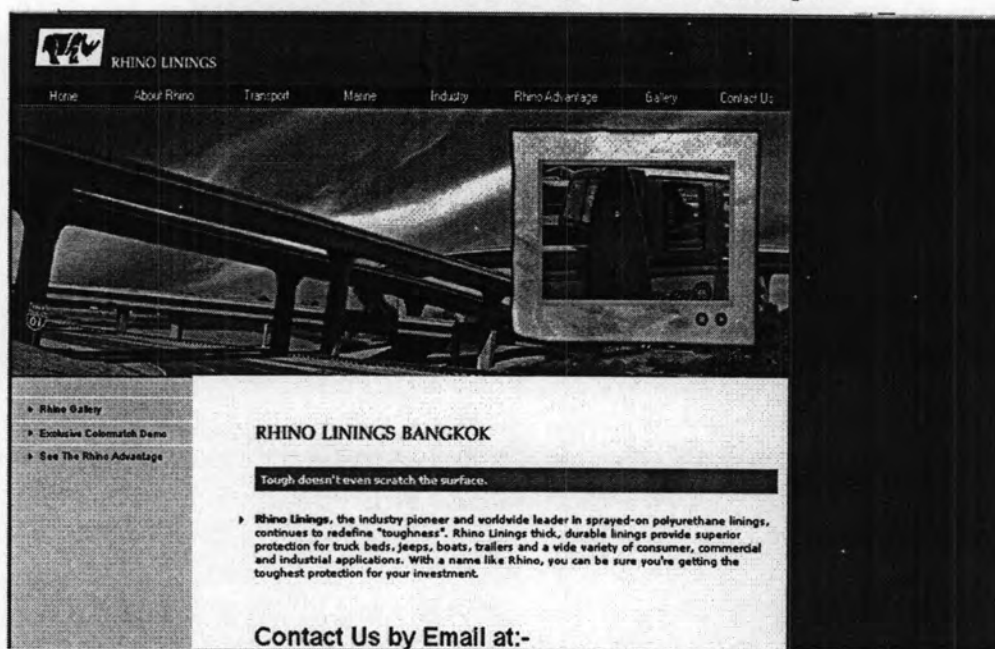 RHINO LININGS
Home About Rhino Transport Marine Industry Rhino Advantage Gallery Contact Us
01
Rhino Gallery
Exclusive Colormatch Demo
See The Rhino Advantage
RHINO LININGS BANGKOK
Tough doesn't even scratch the surface.
Rhino Linings, the industry pioneer and worldwide leader in sprayed-on polyurethane linings,
continues to redefine "toughness". Rhino Linings thick, durable linings provide superior
protection for truck beds, jeeps, boats, trailers and a wide variety of consumer, commercial
and industrial applications. With a name like Rhino, you can be sure you're getting the
toughest protection for your investment.
Contact Us by Email at:-